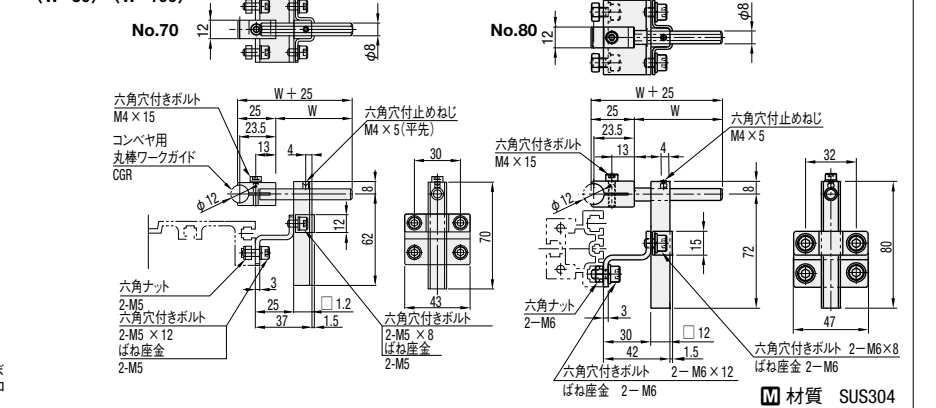 No.70
12
φ8
W＋25
25
W
23.5
13
4
六角穴付きボルト
M4×15
六角穴付止めねじ
M4×5(平先)
コンベヤ用
丸棒ワークガイド
CGR
φ12
8
12
62
30
70
43
3
25
□1.2
37
1.5
六角ナット
2-M5
六角穴付きボルト
2-M5 ×12
ばね座金
2-M5
六角穴付きボルト
2-M5 ×8
ばね座金
2-M5
No.80
12
φ8
W＋25
25
W
23.5
13
4
六角穴付きボルト
M4×15
六角穴付止めねじ
M4×5
φ12
8
15
72
32
80
47
3
30
□12
42
1.5
六角ナット
2－M6
六角穴付きボルト 2－M6×12
ばね座金 2－M6
六角穴付きボルト 2－M6×8
ばね座金 2－M6
M 材質 SUS304